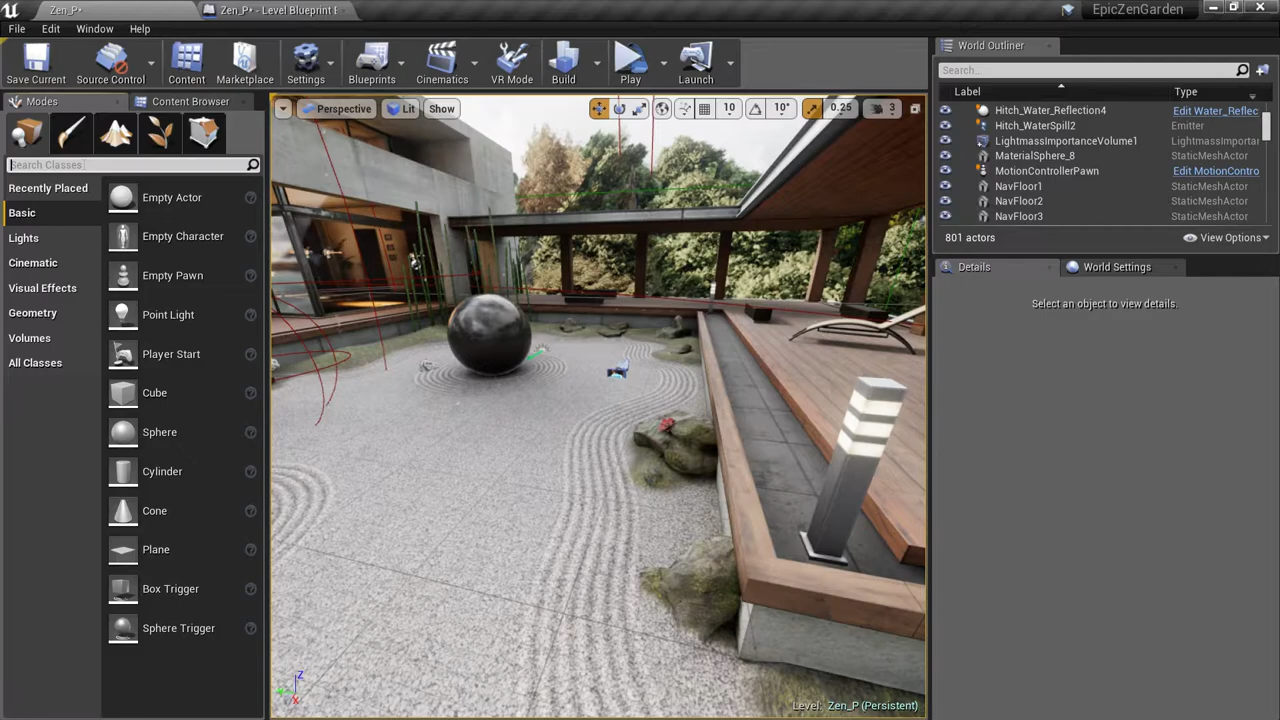 Zen_P•
Zen_P• - Level Blueprint E
EpicZenGarden
File
Edit
Window
Help
Save Current
Source Control
Content
Marketplace
Settings
Blueprints
Cinematics
VR Mode
Build
Play
Launch
World Outliner
Search...
Label
Type
Modes
Content Browser
Perspective
Lit
Show
10
10°
0.25
3
Hitch_Water_Reflection4
Edit Water_Reflec
Hitch_WaterSpill2
Emitter
LightmassImportanceVolume1
LightmassImportar
MaterialSphere_8
StaticMeshActor
MotionControllerPawn
Edit MotionContro
NavFloor1
StaticMeshActor
NavFloor2
StaticMeshActor
NavFloor3
StaticMeshActor
801 actors
View Options
Details
World Settings
Select an object to view details.
Search Classes
Recently Placed
Basic
Lights
Cinematic
Visual Effects
Geometry
Volumes
All Classes
Empty Actor
Empty Character
Empty Pawn
Point Light
Player Start
Cube
Sphere
Cylinder
Cone
Plane
Box Trigger
Sphere Trigger
Z
X
Level: Zen_P (Persistent)